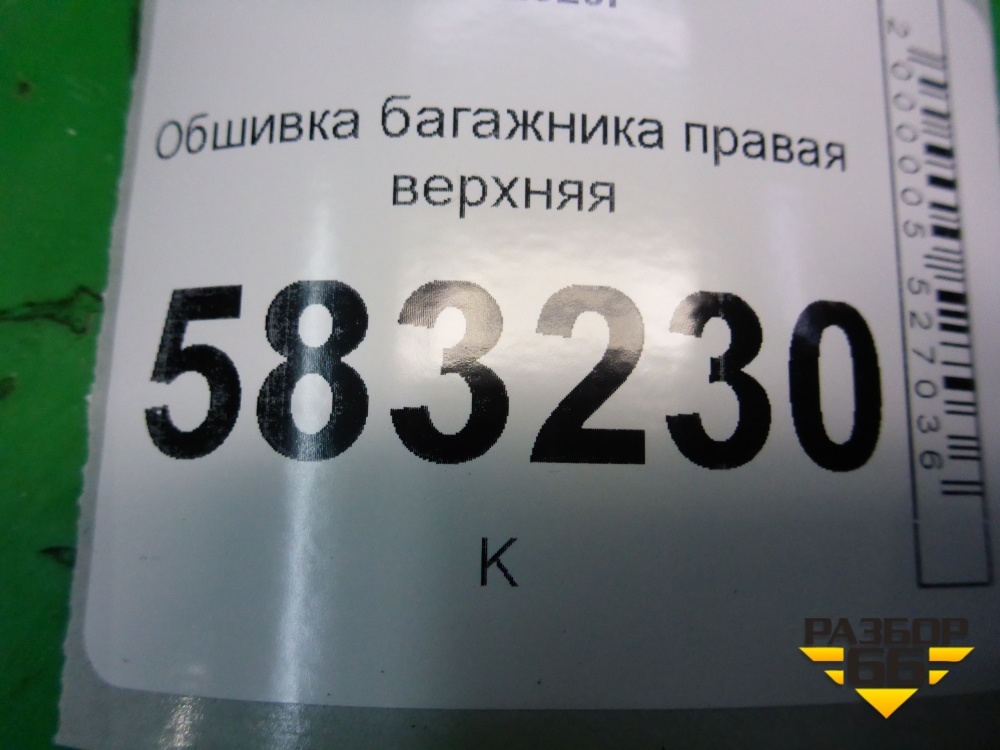 Обшивка багажника правая
верхняя
583230
К
2000005527036
РАЗБОР
66